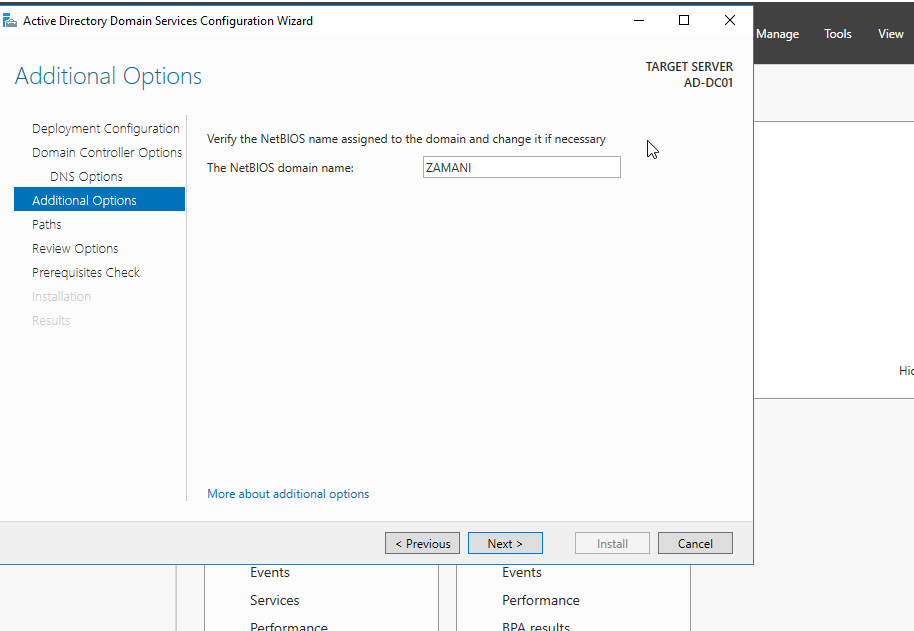 Active Directory Domain Services Configuration Wizard
Manage Tools View
Additional Options
TARGET SERVER
AD-DC01
Deployment Configuration
Domain Controller Options
DNS Options
Additional Options
Paths
Review Options
Prerequisites Check
Installation
Results
Verify the NetBIOS name assigned to the domain and change it if necessary
The NetBIOS domain name: ZAMANI
More about additional options
< Previous Next > Install Cancel
Events
Services
Performance
Events
Performance
BPA results